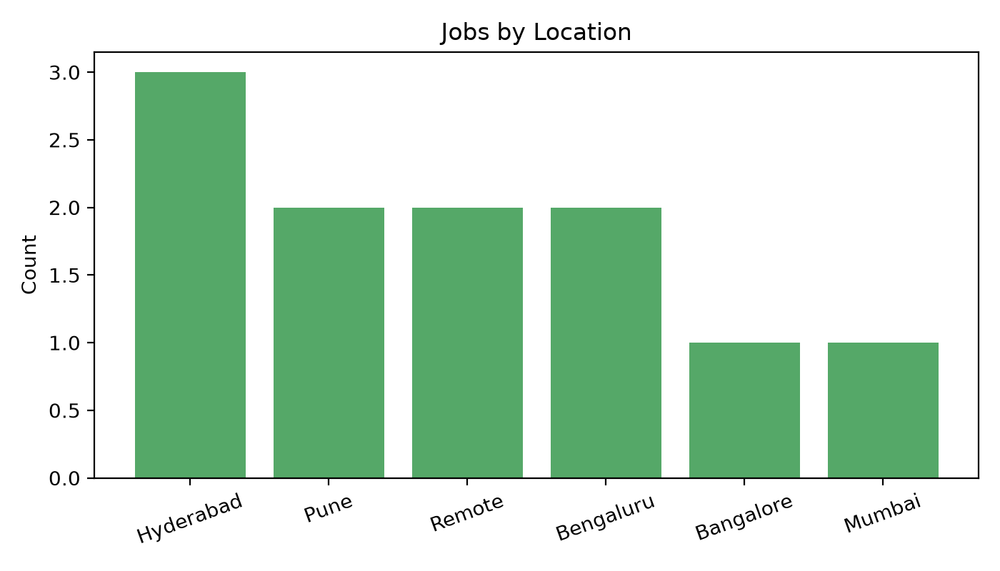 Jobs by Location
3.0
2.5
2.0
1.5
1.0
0.5
0.0
Count
Hyderabad
Pune
Remote
Bengaluru
Bangalore
Mumbai